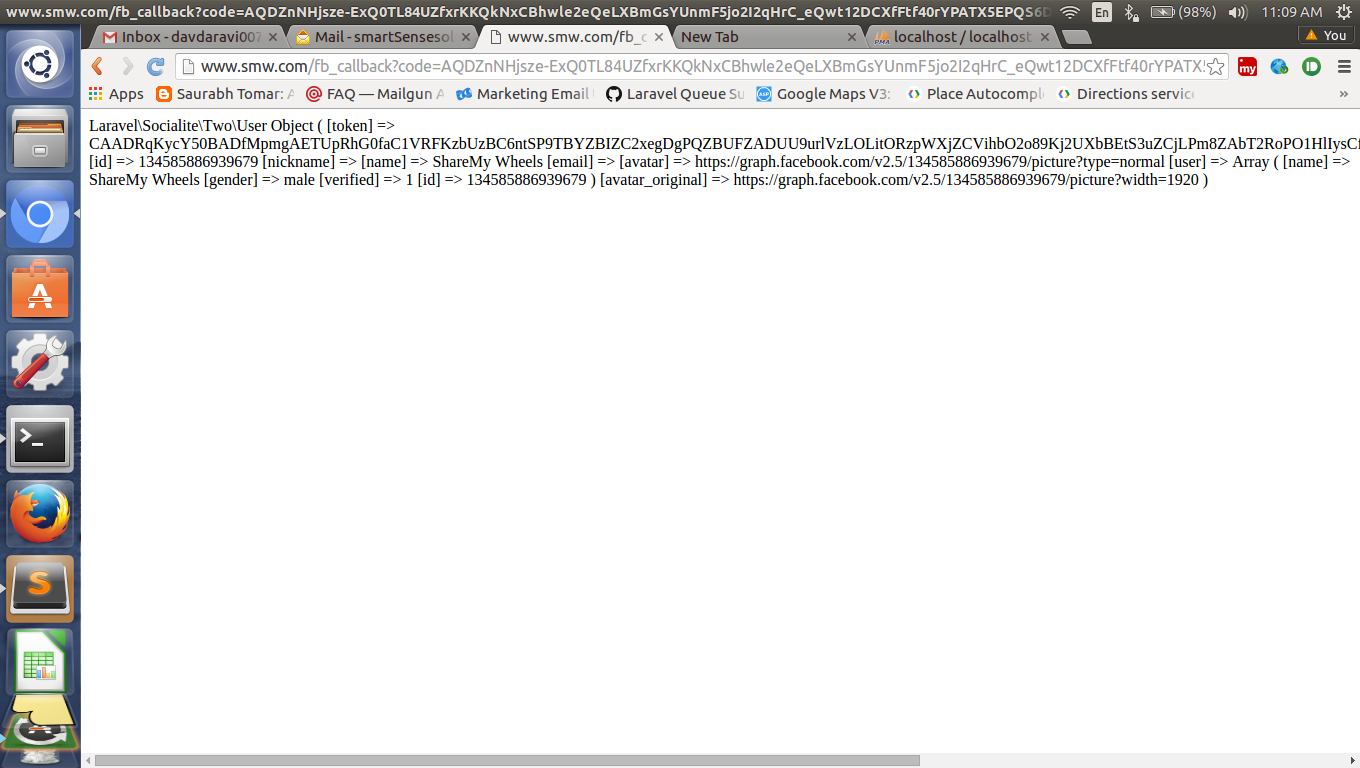 www.smw.com/fb_callback?code=AQDZnNHjsze-ExQ0TL84UZfxrKKQkNxCBhwle2eQeLXBmGsYUnmF5jo2I2qHrC_eQwt12DCXfFtf40rYPATX5EPQS6D En (98%) 11:09 AM
Inbox - davdaravi007 Mail - smartSensesol www.smw.com/fb_c New Tab localhost / localhost You
www.smw.com/fb_callback?code=AQDZnNHjsze-ExQ0TL84UZfxrKKQkNxCBhwle2eQeLXBmGsYUnmF5jo2I2qHrC_eQwt12DCXfFtf40rYPATX5 my
Apps Saurabh Tomar: A FAQ — Mailgun A Marketing Email Laravel Queue Su Google Maps V3: Place Autocomple Directions service »
Laravel\Socialite\Two\User Object ( [token] =>
CAADRqKycY50BADfMpmgAETUpRhG0faC1VRFKzbUzBC6ntSP9TBYZBIZC2xegDgPQZBUFZADUU9urlVzLOLitORzpWXjZCVihbO2o89Kj2UXbBEtS3uZCjLPm8ZAbT2RoPO1HlIysCf
[id] => 134585886939679 [nickname] => [name] => ShareMy Wheels [email] => [avatar] => https://graph.facebook.com/v2.5/134585886939679/picture?type=normal [user] => Array ( [name] =>
ShareMy Wheels [gender] => male [verified] => 1 [id] => 134585886939679 ) [avatar_original] => https://graph.facebook.com/v2.5/134585886939679/picture?width=1920 )